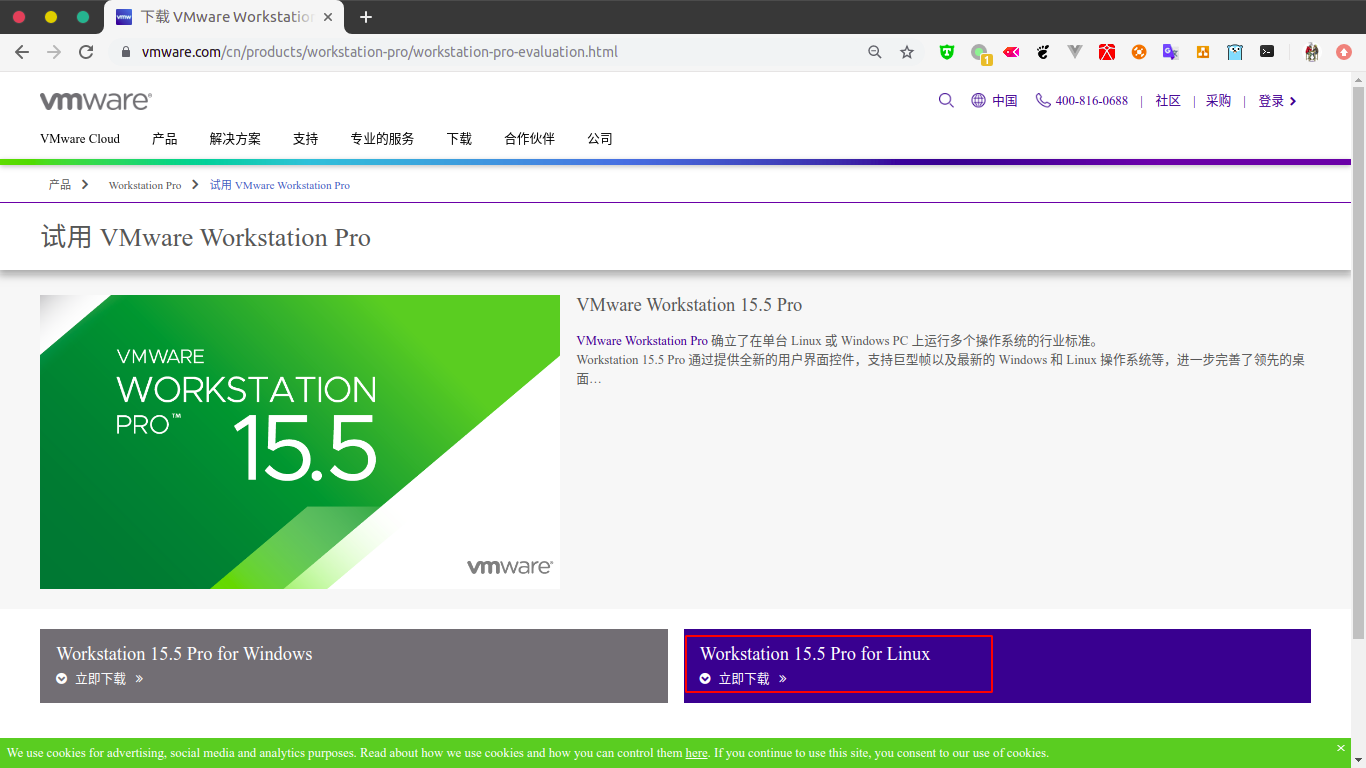 下载 VMware Workstation
vmware.com/cn/products/workstation-pro/workstation-pro-evaluation.html
1
vmware
中国
400-816-0688 | 社区 | 采购 | 登录
VMware Cloud 产品 解决方案 支持 专业的服务 下载 合作伙伴 公司
产品 Workstation Pro 试用 VMware Workstation Pro
试用 VMware Workstation Pro
VMWARE
WORKSTATION
PRO™
15.5
vmware
VMware Workstation 15.5 Pro
VMware Workstation Pro 确立了在单台 Linux 或 Windows PC 上运行多个操作系统的行业标准。
Workstation 15.5 Pro 通过提供全新的用户界面控件，支持巨型帧以及最新的 Windows 和 Linux 操作系统等，进一步完善了领先的桌
面…
Workstation 15.5 Pro for Windows
立即下载 »
Workstation 15.5 Pro for Linux
立即下载 »
We use cookies for advertising, social media and analytics purposes. Read about how we use cookies and how you can control them here. If you continue to use this site, you consent to our use of cookies.